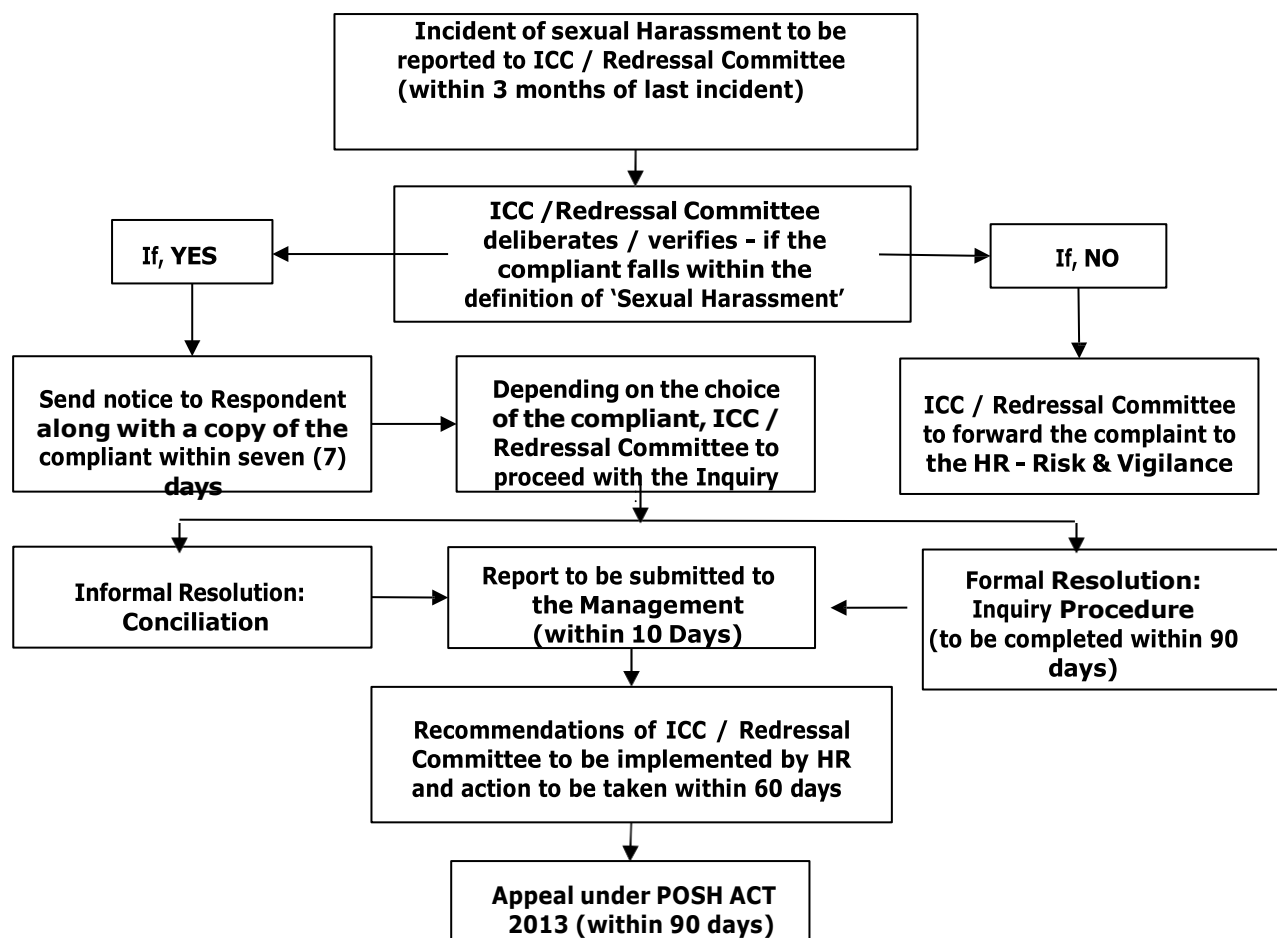 Incident of sexual Harassment to be
reported to ICC / Redressal Committee
(within 3 months of last incident)
ICC /Redressal Committee
deliberates / verifies - if the
compliant falls within the
definition of ‘Sexual Harassment’
If, YES
If, NO
Send notice to Respondent
along with a copy of the
compliant within seven (7)
days
Depending on the choice
of the compliant, ICC /
Redressal Committee to
proceed with the Inquiry
ICC / Redressal Committee
to forward the complaint to
the HR - Risk & Vigilance
Informal Resolution:
Conciliation
Report to be submitted to
the Management
(within 10 Days)
Formal Resolution:
Inquiry Procedure
(to be completed within 90
days)
Recommendations of ICC / Redressal
Committee to be implemented by HR
and action to be taken within 60 days
Appeal under POSH ACT
2013 (within 90 days)